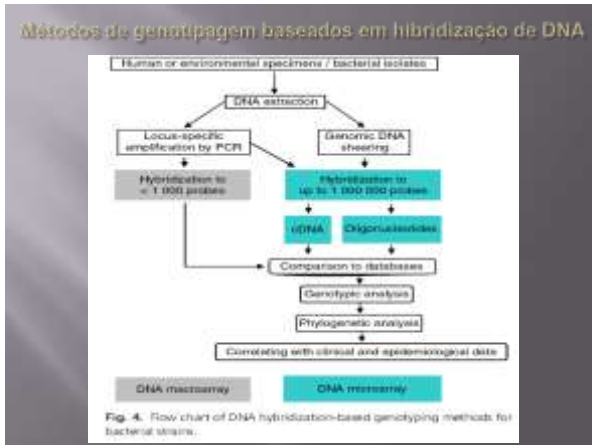 Métodos de genotipagem baseados em hibridização de DNA
Human or environmental specimens / bacterial isolates
DNA extraction
Locus-specific
amplification by PCR
Genomic DNA
shearing
Hybridization to
< 1 000 probes
Hybridization to
up to 1 000 000 probes
cDNA
Oligonucleotides
Comparison to databases
Genotypic analysis
Phylogenetic analysis
Correlating with clinical and epidemiological data
DNA macroarray
DNA microarray
Fig. 4. Flow chart of DNA hybridization-based genotyping methods for
bacterial strains.